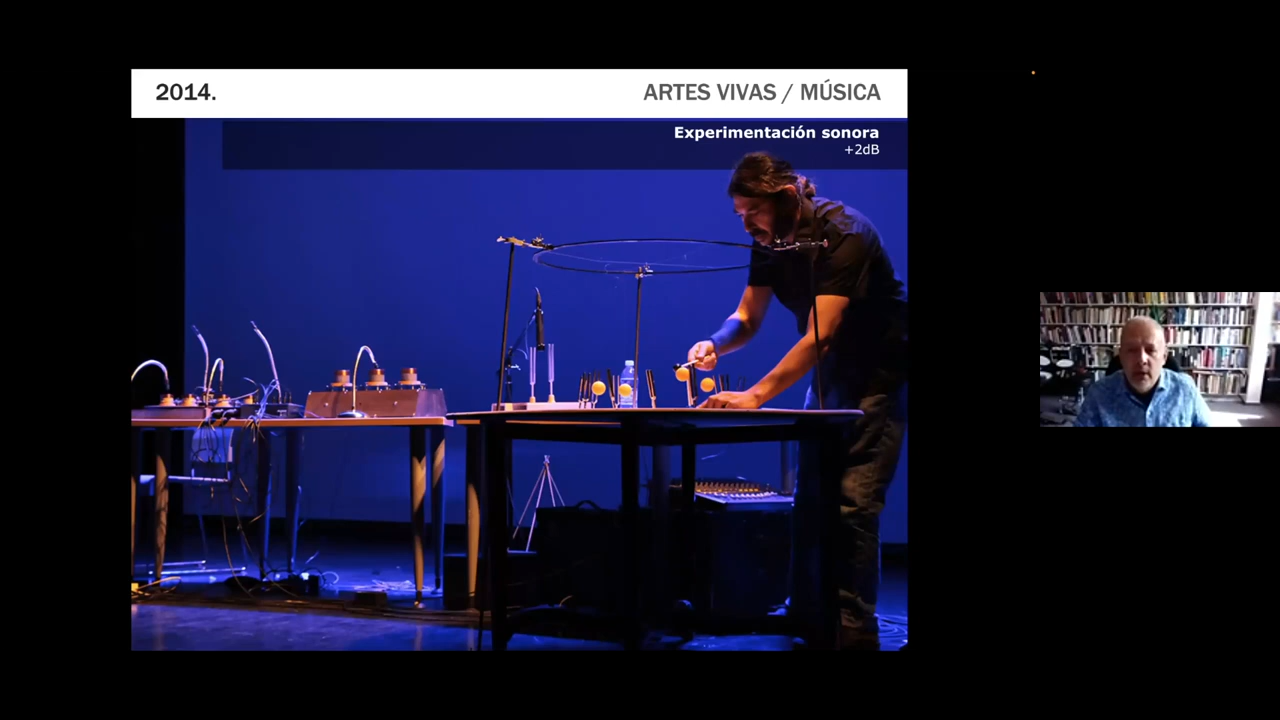 2014.
ARTES VIVAS / MÚSICA
Experimentación sonora
+2dB